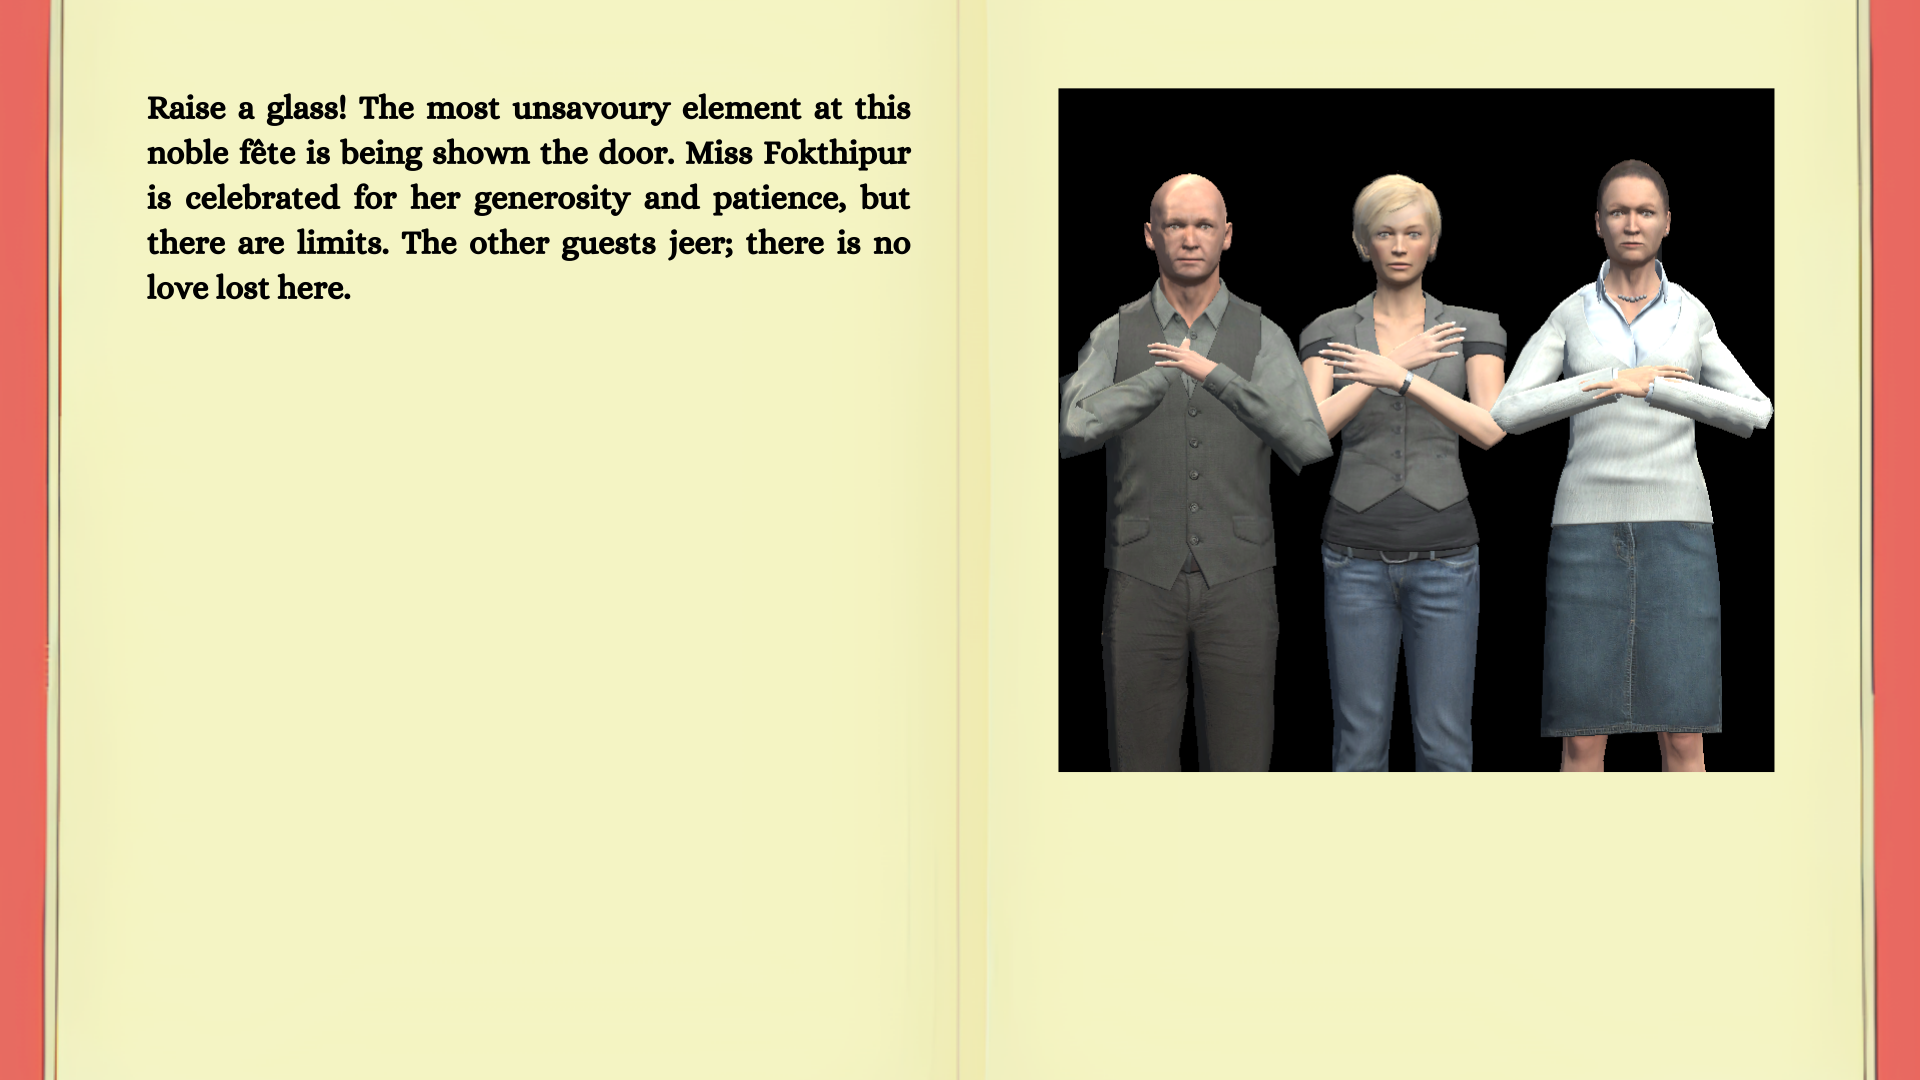 Raise a glass! The most unsavoury element at this
noble fête is being shown the door. Miss Fokthipur
is celebrated for her generosity and patience, but
there are limits. The other guests jeer; there is no
love lost here.